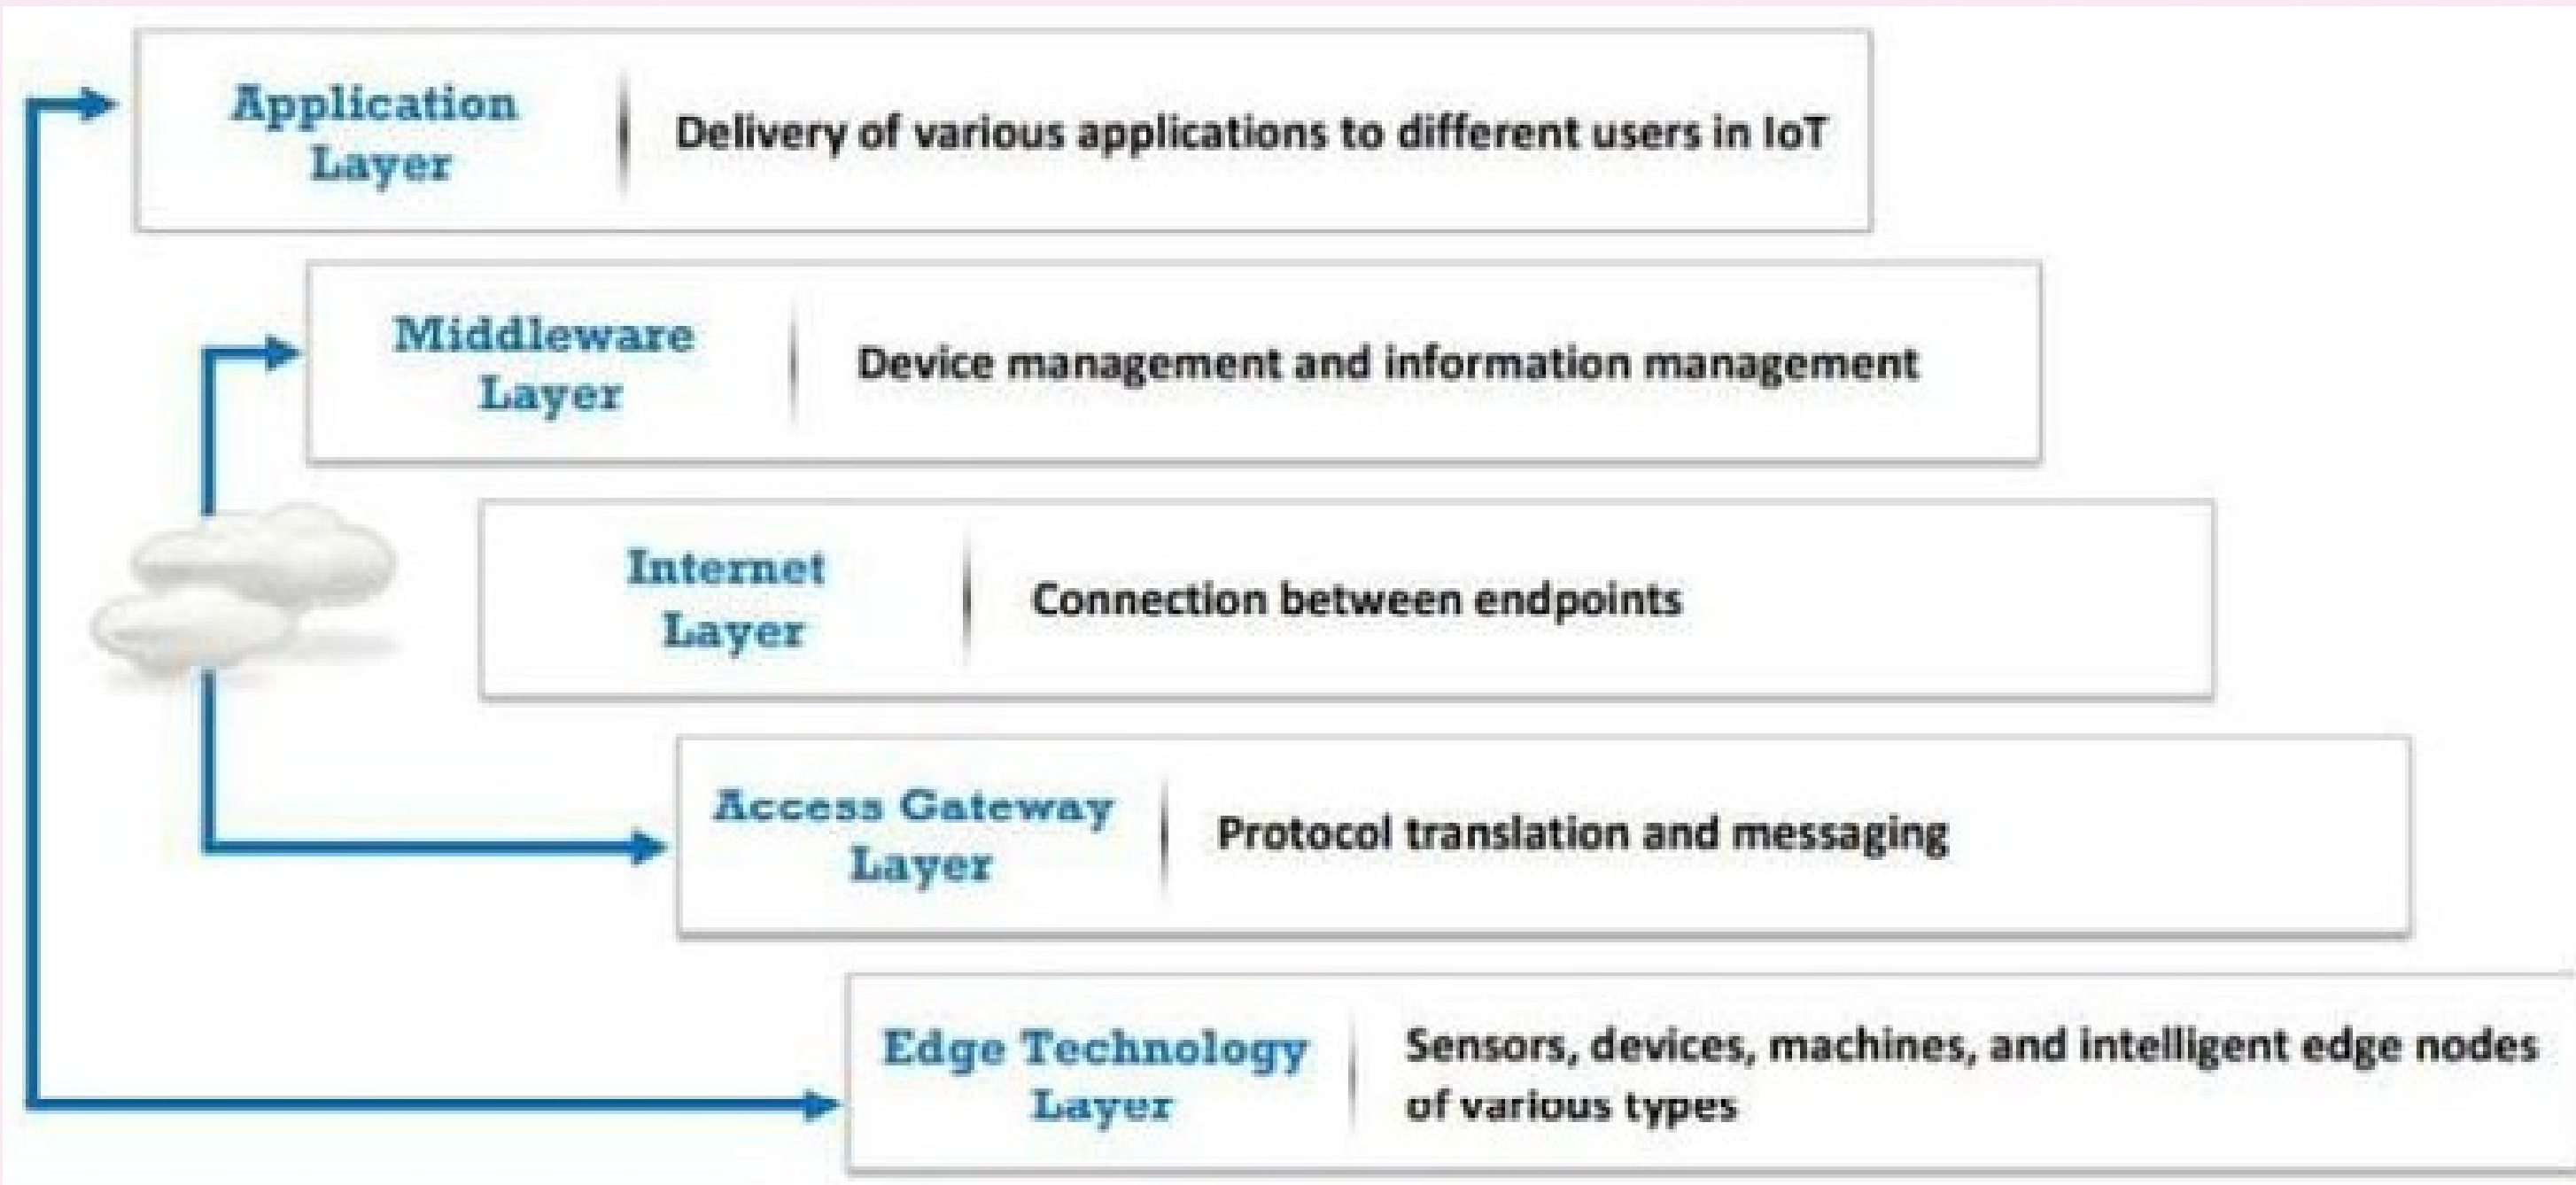 Application
Layer
Delivery of various applications to different users in IoT
Middleware
Layer
Device management and information management
Internet
Layer
Connection between endpoints
Access Gateway
Layer
Protocol translation and messaging
Edge Technology
Layer
Sensors, devices, machines, and intelligent edge nodes
of various types